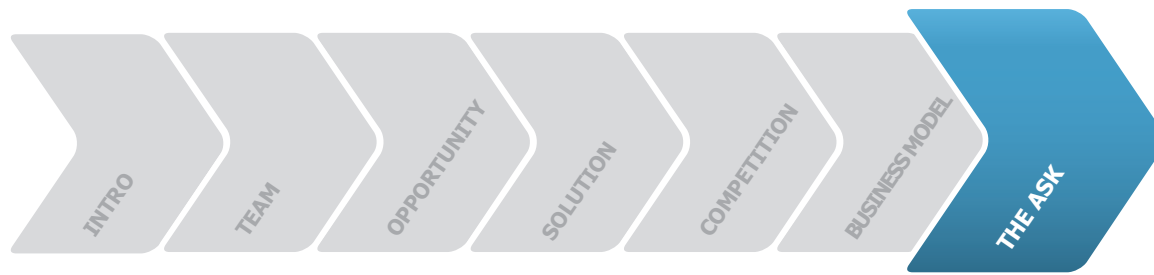 INTRO
TEAM
OPPORTUNITY
SOLUTION
COMPETITION
BUSINESS MODEL
THE ASK